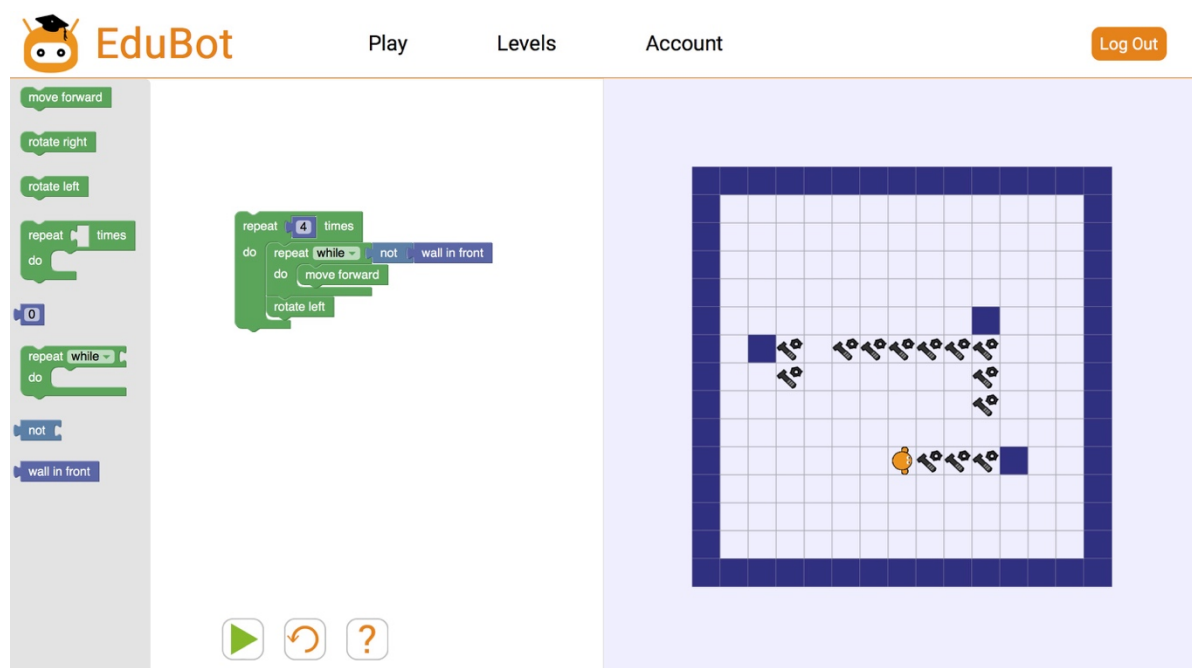 EduBot
Play
Levels
Account
Log Out
move forward
rotate right
rotate left
repeat times
do
0
repeat while
do
not
wall in front
repeat 4 times
do repeat while not wall in front
do move forward
rotate left
?